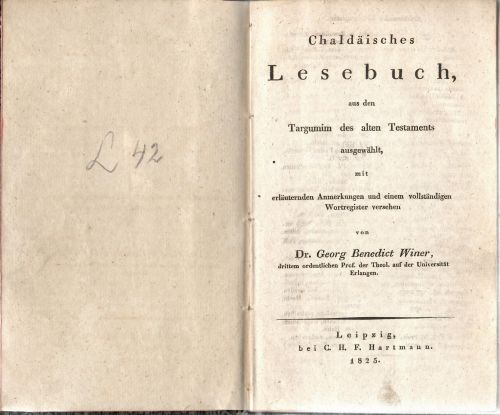 L 42
Chaldäisches
Lesebuch,
aus den
Targumim des alten Testaments
ausgewählt,
mit
erläuternden Anmerkungen und einem vollständigen
Wortregister versehen
von
Dr. Georg Benedict Winer,
drittem ordentlichen Prof. der Theol. auf der Universität
Erlangen.
Leipzig,
bei C. H. F. Hartmann.
1825.